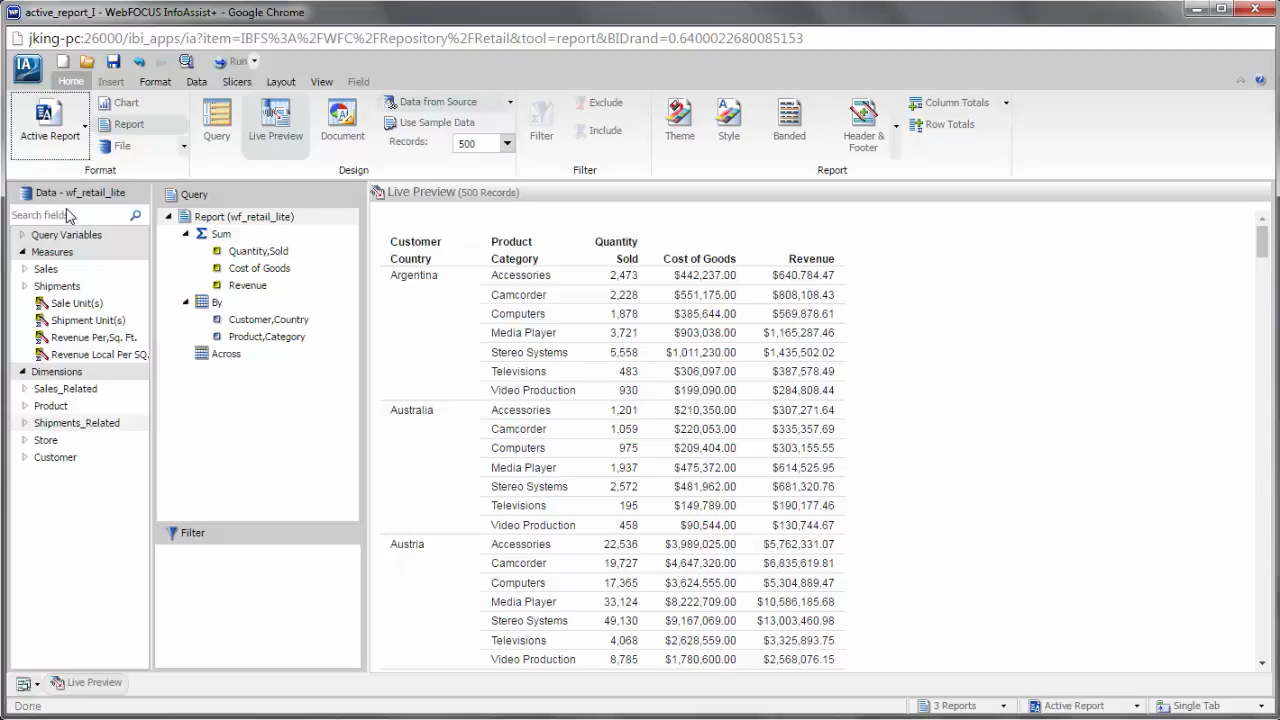 active_report_I - WebFOCUS InfoAssist+ - Google Chrome
jking-pc:26000/ibi_apps/ia?item=IBFS%3A%2FWFC%2FRepository%2FRetail&tool=report&BIDrand=0.6400022680085153
IA
Run
Home Insert Format Data Slicers Layout View Field
Active Report
Chart
Report
File
Format
Query
Live Preview
Document
Data from Source
Use Sample Data
Records: 500
Design
Filter
Exclude
Include
Filter
Theme
Style
Banded
Header & Footer
Column Totals
Row Totals
Report
Data - wf_retail_lite
Search fields
Query Variables
Measures
Sales
Shipments
Sale Unit(s)
Shipment Unit(s)
Revenue Per,Sq. Ft.
Revenue Local Per SQ.
Dimensions
Sales_Related
Product
Shipments_Related
Store
Customer
Query
Report (wf_retail_lite)
Sum
Quantity,Sold
Cost of Goods
Revenue
By
Customer,Country
Product,Category
Across
Filter
Live Preview (500 Records)
Customer Product Quantity
Country Category Sold Cost of Goods Revenue
Argentina Accessories 2,473 $442,237.00 $640,784.47
Camcorder 2,228 $551,175.00 $808,108.43
Computers 1,878 $385,644.00 $569,878.61
Media Player 3,721 $903,038.00 $1,165,287.46
Stereo Systems 5,558 $1,011,230.00 $1,435,502.02
Televisions 483 $306,097.00 $387,578.49
Video Production 930 $199,090.00 $284,808.44
Australia Accessories 1,201 $210,350.00 $307,271.64
Camcorder 1,059 $220,053.00 $335,357.69
Computers 975 $209,404.00 $303,155.55
Media Player 1,937 $475,372.00 $614,525.95
Stereo Systems 2,572 $481,962.00 $681,320.76
Televisions 195 $149,789.00 $190,177.46
Video Production 458 $90,544.00 $130,744.67
Austria Accessories 22,536 $3,989,025.00 $5,762,331.07
Camcorder 19,727 $4,647,320.00 $6,835,619.81
Computers 17,365 $3,624,555.00 $5,304,889.47
Media Player 33,124 $8,222,709.00 $10,586,185.68
Stereo Systems 49,130 $9,167,069.00 $13,003,460.98
Televisions 4,068 $2,628,559.00 $3,325,893.75
Video Production 8,785 $1,780,600.00 $2,568,076.15
Live Preview
Done
3 Reports
Active Report
Single Tab